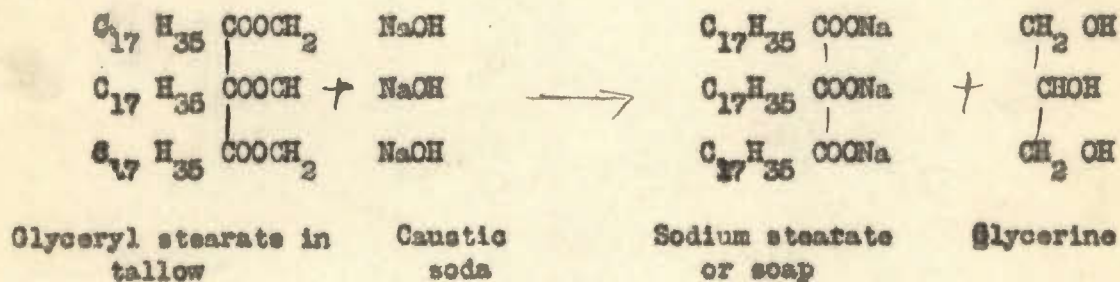 C17 H35 COOCH2 NaOH C17H35 COONa CH2 OH
C17 H35 COOCH + NaOH → C17H35 COONa + CHOH
C17 H35 COOCH2 NaOH C17H35 COONa CH2 OH
Glyceryl stearate in Caustic Sodium stearate Glycerine
tallow soda or soap